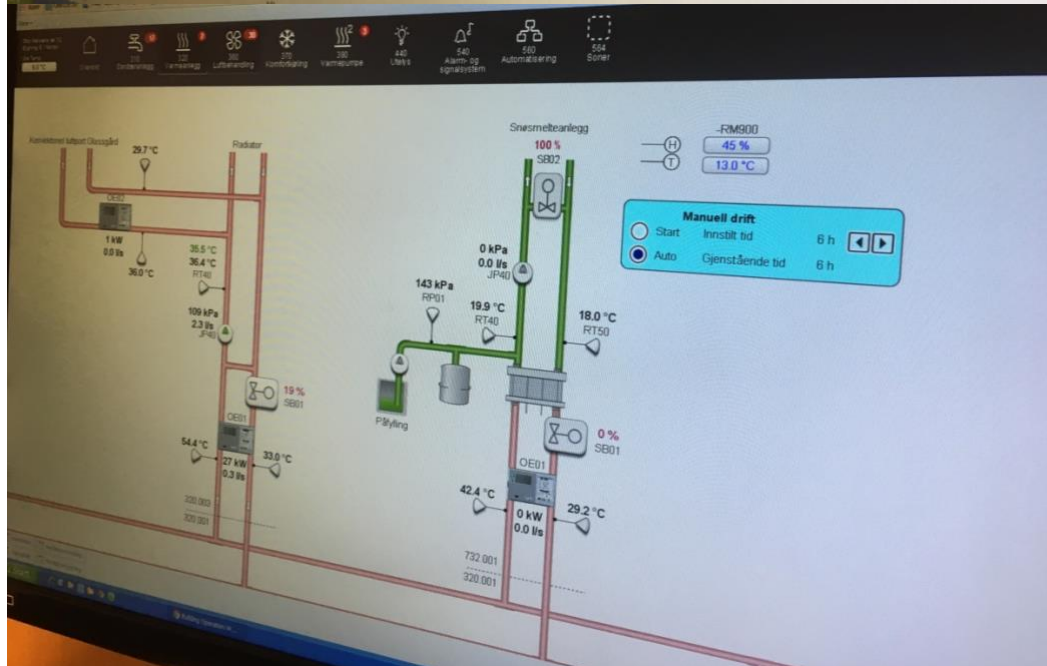 310
320
Varmeanlegg
360
Luftbehandling
370
Komfortkjøling
2
380
Varmepumpe
440
Utelys
540
Alarm- og
signalsystem
560
Automatisering
564
Soner
Snøsmelteanlegg
100 %
SB02
-RM900
H
45 %
T
13.0 °C
Manuell drift
Start Innstilt tid 6 h
Auto Gjenstående tid 6 h
Glassgård
Radiator
29.7 °C
OE02
1 kW
0.0 l/s
36.0 °C
35.5 °C
36.4 °C
RT40
109 kPa
2.3 l/s
JP40
19 %
SB01
OE01
54.4 °C
33.0 °C
27 kW
0.3 l/s
320.003
320.001
0 kPa
0.0 l/s
JP40
143 kPa
RP01
19.9 °C
RT40
18.0 °C
RT50
Påfylling
0 %
SB01
OE01
42.4 °C
29.2 °C
0 kW
0.0 l/s
732.001
320.001